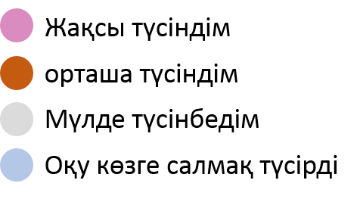 Жақсы түсіндім
орташа түсіндім
Мүлде түсінбедім
Оқу көзге салмақ түсірді